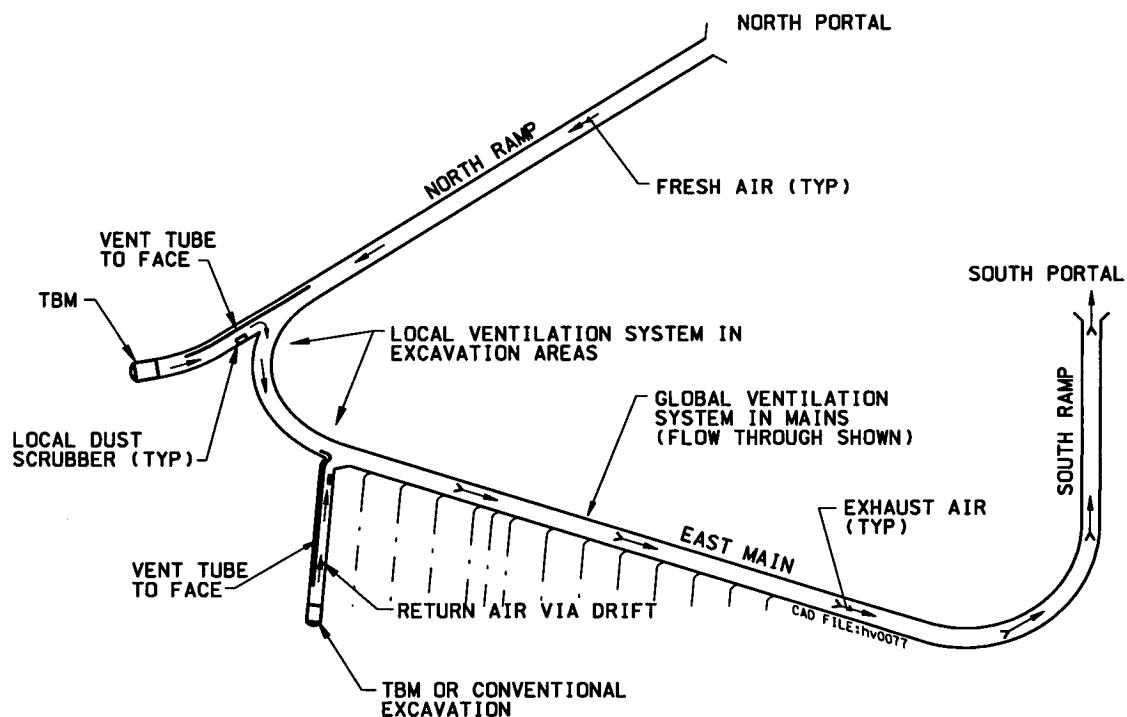 NORTH PORTAL
NORTH RAMP
FRESH AIR (TYP)
VENT TUBE
TO FACE
TBM
SOUTH PORTAL
LOCAL VENTILATION SYSTEM IN
EXCAVATION AREAS
GLOBAL VENTILATION
SYSTEM IN MAINS
(FLOW THROUGH SHOWN)
LOCAL DUST
SCRUBBER (TYP)
SOUTH RAMP
EXHAUST AIR
(TYP)
EAST MAIN
VENT TUBE
TO FACE
RETURN AIR VIA DRIFT
CAD FILE:hv0077
TBM OR CONVENTIONAL
EXCAVATION